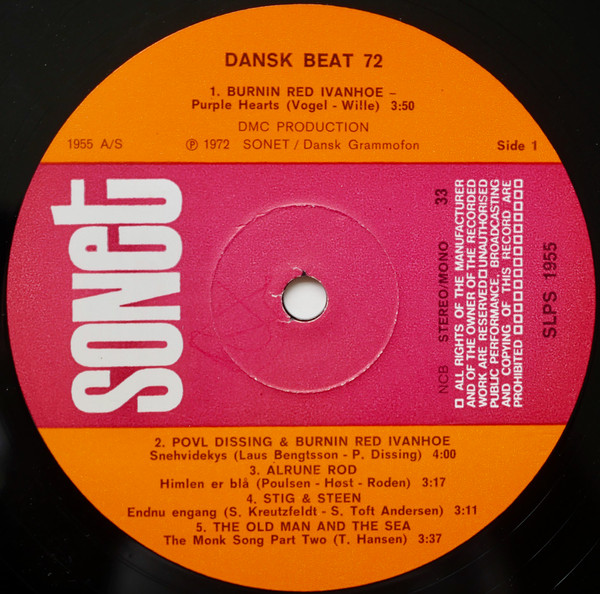 DANSK BEAT 72
1. BURNIN RED IVANHOE –
Purple Hearts (Vogel - Wille) 3:50
DMC PRODUCTION
1955 A/S
℗ 1972 SONET / Dansk Grammofon
Side 1
SONET
NCB STEREO/MONO 33
□ ALL RIGHTS OF THE MANUFACTURER
AND OF THE OWNER OF THE RECORDED
WORK ARE RESERVED□UNAUTHORISED
PUBLIC PERFORMANCE, BROADCASTING
AND COPYING OF THIS RECORD ARE
PROHIBITED □□□□□□□□□□□□
SLPS 1955
2. POVL DISSING & BURNIN RED IVANHOE
Snehvidekys (Laus Bengtsson - P. Dissing) 4:00
3. ALRUNE ROD
Himlen er blå (Poulsen - Høst - Roden) 3:17
4. STIG & STEEN
Endnu engang (S. Kreutzfeldt - S. Toft Andersen) 3:11
5. THE OLD MAN AND THE SEA
The Monk Song Part Two (T. Hansen) 3:37